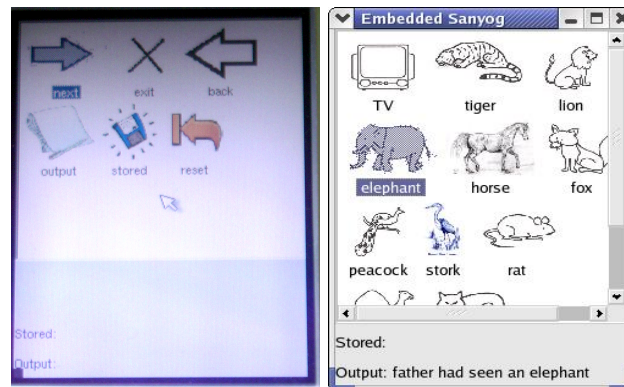 next exit back
output stored reset
Stored:
Output:
Embedded Sanyog
TV tiger lion
elephant horse fox
peacock stork rat
Stored:
Output: father had seen an elephant